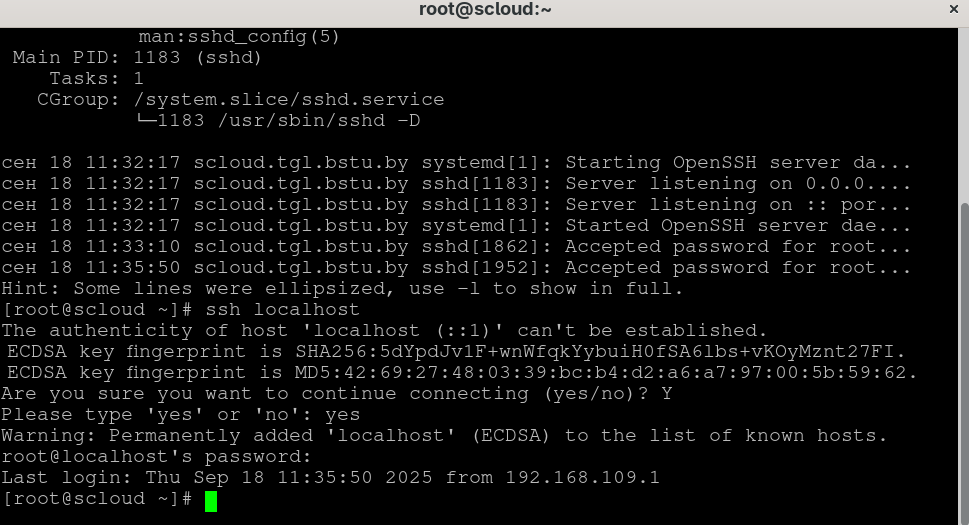 root@scloud:~ ×
man:sshd_config(5)
Main PID: 1183 (sshd)
Tasks: 1
CGroup: /system.slice/sshd.service
└─1183 /usr/sbin/sshd -D
сен 18 11:32:17 scloud.tgl.bstu.by systemd[1]: Starting OpenSSH server da...
сен 18 11:32:17 scloud.tgl.bstu.by sshd[1183]: Server listening on 0.0.0....
сен 18 11:32:17 scloud.tgl.bstu.by sshd[1183]: Server listening on :: por...
сен 18 11:32:17 scloud.tgl.bstu.by systemd[1]: Started OpenSSH server dae...
сен 18 11:33:10 scloud.tgl.bstu.by sshd[1862]: Accepted password for root...
сен 18 11:35:50 scloud.tgl.bstu.by sshd[1952]: Accepted password for root...
Hint: Some lines were ellipsized, use -l to show in full.
[root@scloud ~]# ssh localhost
The authenticity of host 'localhost (::1)' can't be established.
ECDSA key fingerprint is SHA256:5dYpdJv1F+wnWfqkYybuiH0fSA6lbs+vKOyMznt27FI.
ECDSA key fingerprint is MD5:42:69:27:48:03:39:bc:b4:d2:a6:a7:97:00:5b:59:62.
Are you sure you want to continue connecting (yes/no)? Y
Please type 'yes' or 'no': yes
Warning: Permanently added 'localhost' (ECDSA) to the list of known hosts.
root@localhost's password:
Last login: Thu Sep 18 11:35:50 2025 from 192.168.109.1
[root@scloud ~]#